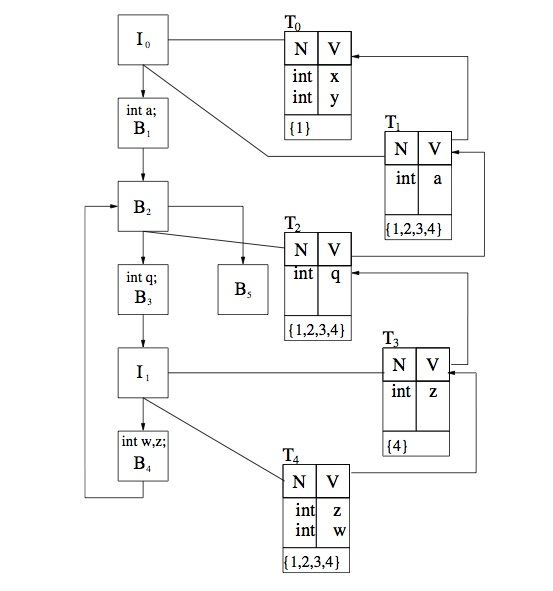 I0
T0
N V
int x
int y
{1}
int a;
B1
T1
N V
int a
{1,2,3,4}
B2
T2
N V
int q
{1,2,3,4}
int q;
B3
B5
T3
N V
int z
{4}
I1
int w,z;
B4
T4
N V
int z
int w
{1,2,3,4}